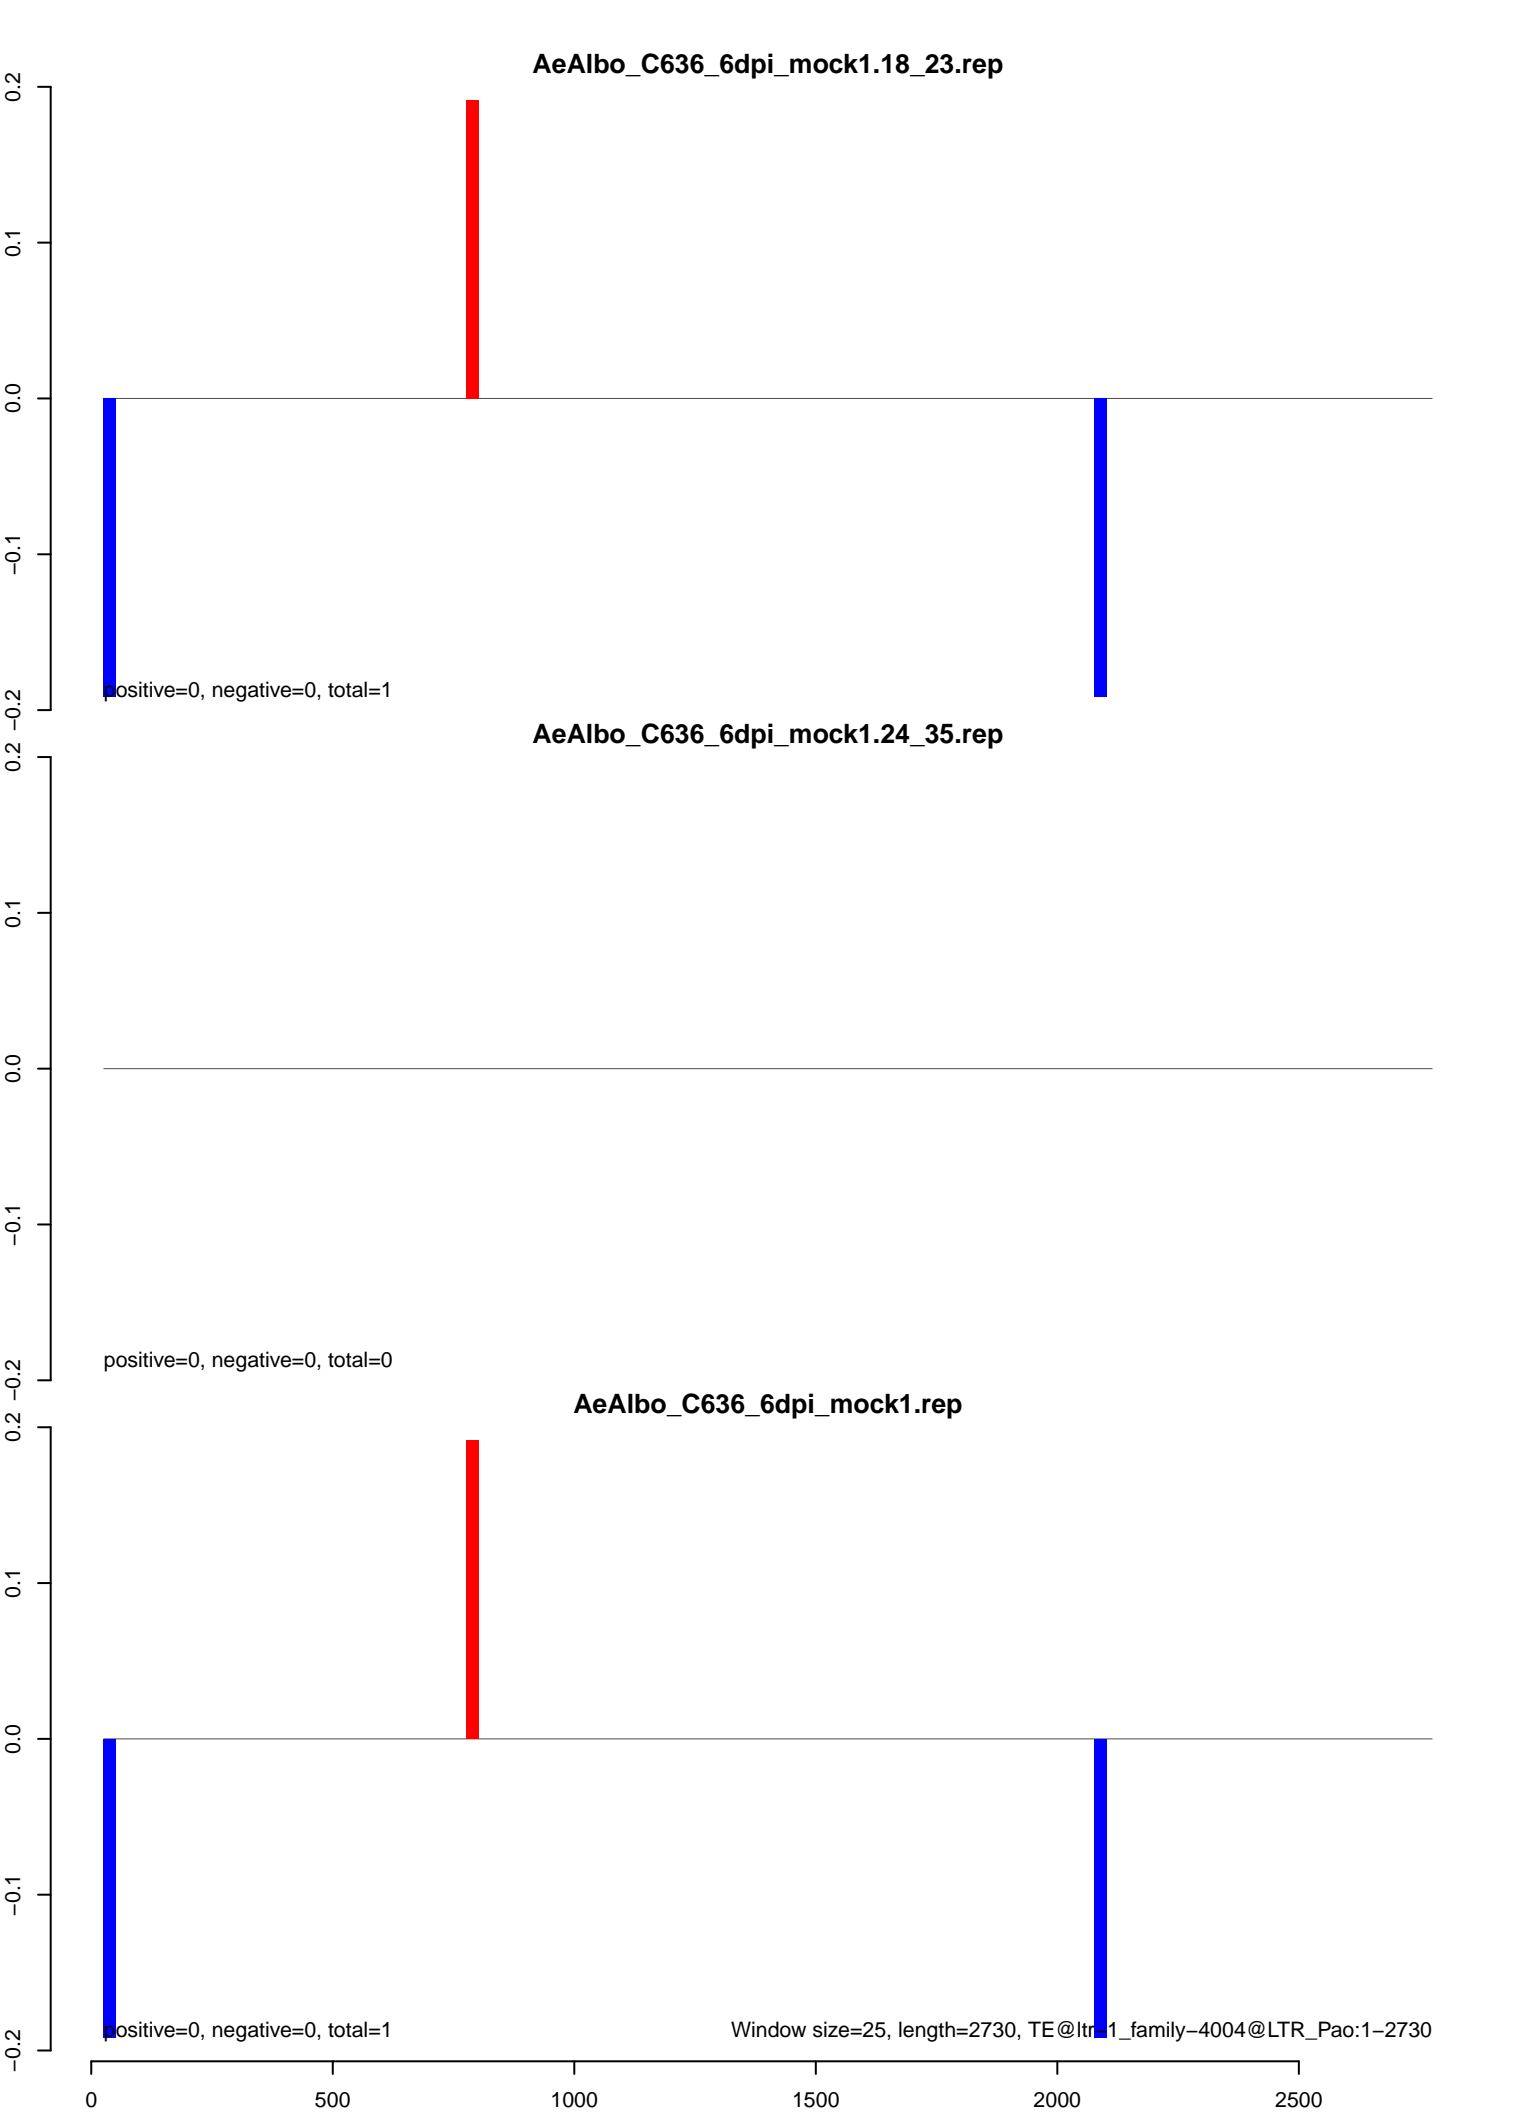 AeAlbo_C636_6dpi_mock1.18_23.rep
0.2
0.1
0.0
−0.1
−0.2
positive=0, negative=0, total=1
AeAlbo_C636_6dpi_mock1.24_35.rep
0.2
0.1
0.0
−0.1
−0.2
positive=0, negative=0, total=0
AeAlbo_C636_6dpi_mock1.rep
0.2
0.1
0.0
−0.1
−0.2
positive=0, negative=0, total=1
Window size=25, length=2730, TE@ltr−1_family−4004@LTR_Pao:1−2730
0 500 1000 1500 2000 2500